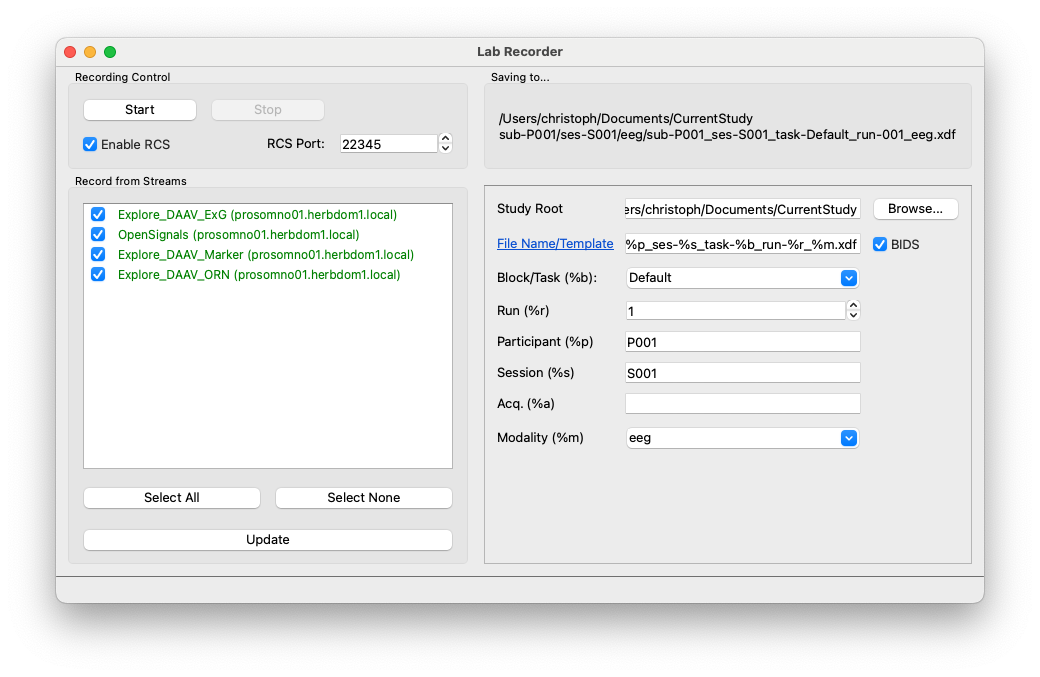 Lab Recorder
Recording Control
Start
Stop
Enable RCS
RCS Port:
22345
Record from Streams
Explore_DAAV_ExG (prosomno01.herbdom1.local)
OpenSignals (prosomno01.herbdom1.local)
Explore_DAAV_Marker (prosomno01.herbdom1.local)
Explore_DAAV_ORN (prosomno01.herbdom1.local)
Select All
Select None
Update
Saving to...
/Users/christoph/Documents/CurrentStudy
sub-P001/ses-S001/eeg/sub-P001_ses-S001_task-Default_run-001_eeg.xdf
Study Root
ers/christoph/Documents/CurrentStudy
Browse...
File Name/Template
%p_ses-%s_task-%b_run-%r_%m.xdf
BIDS
Block/Task (%b):
Default
Run (%r)
1
Participant (%p)
P001
Session (%s)
S001
Acq. (%a)
Modality (%m)
eeg